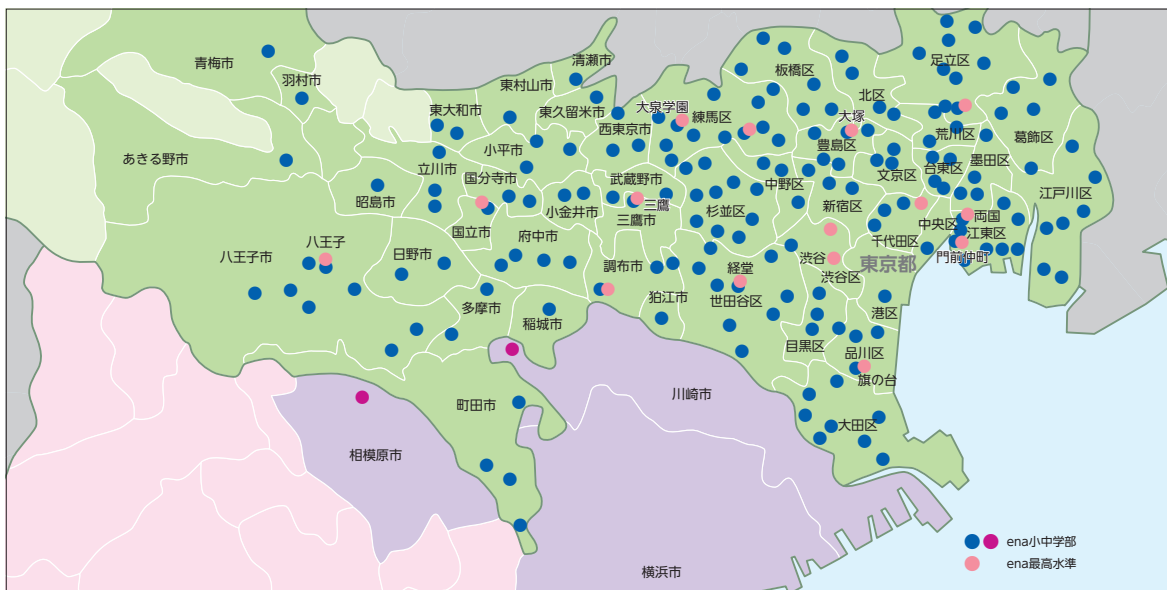 青梅市
羽村市
清瀬市
東村山市
東久留米市
大泉学園
練馬区
板橋区
足立区
北区
大塚
東大和市
西東京市
豊島区
荒川区
葛飾区
あきる野市
立川市
小平市
国分寺市
武蔵野市
中野区
文京区
台東区
墨田区
昭島市
小金井市
三鷹
三鷹市
杉並区
新宿区
江戸川区
国立市
府中市
千代田区
中央区
両国
江東区
門前仲町
八王子市
八王子
日野市
調布市
経堂
渋谷
渋谷区
東京都
多摩市
稲城市
狛江市
世田谷区
港区
目黒区
品川区
旗の台
町田市
川崎市
大田区
相模原市
横浜市
ena小中学部
ena最高水準